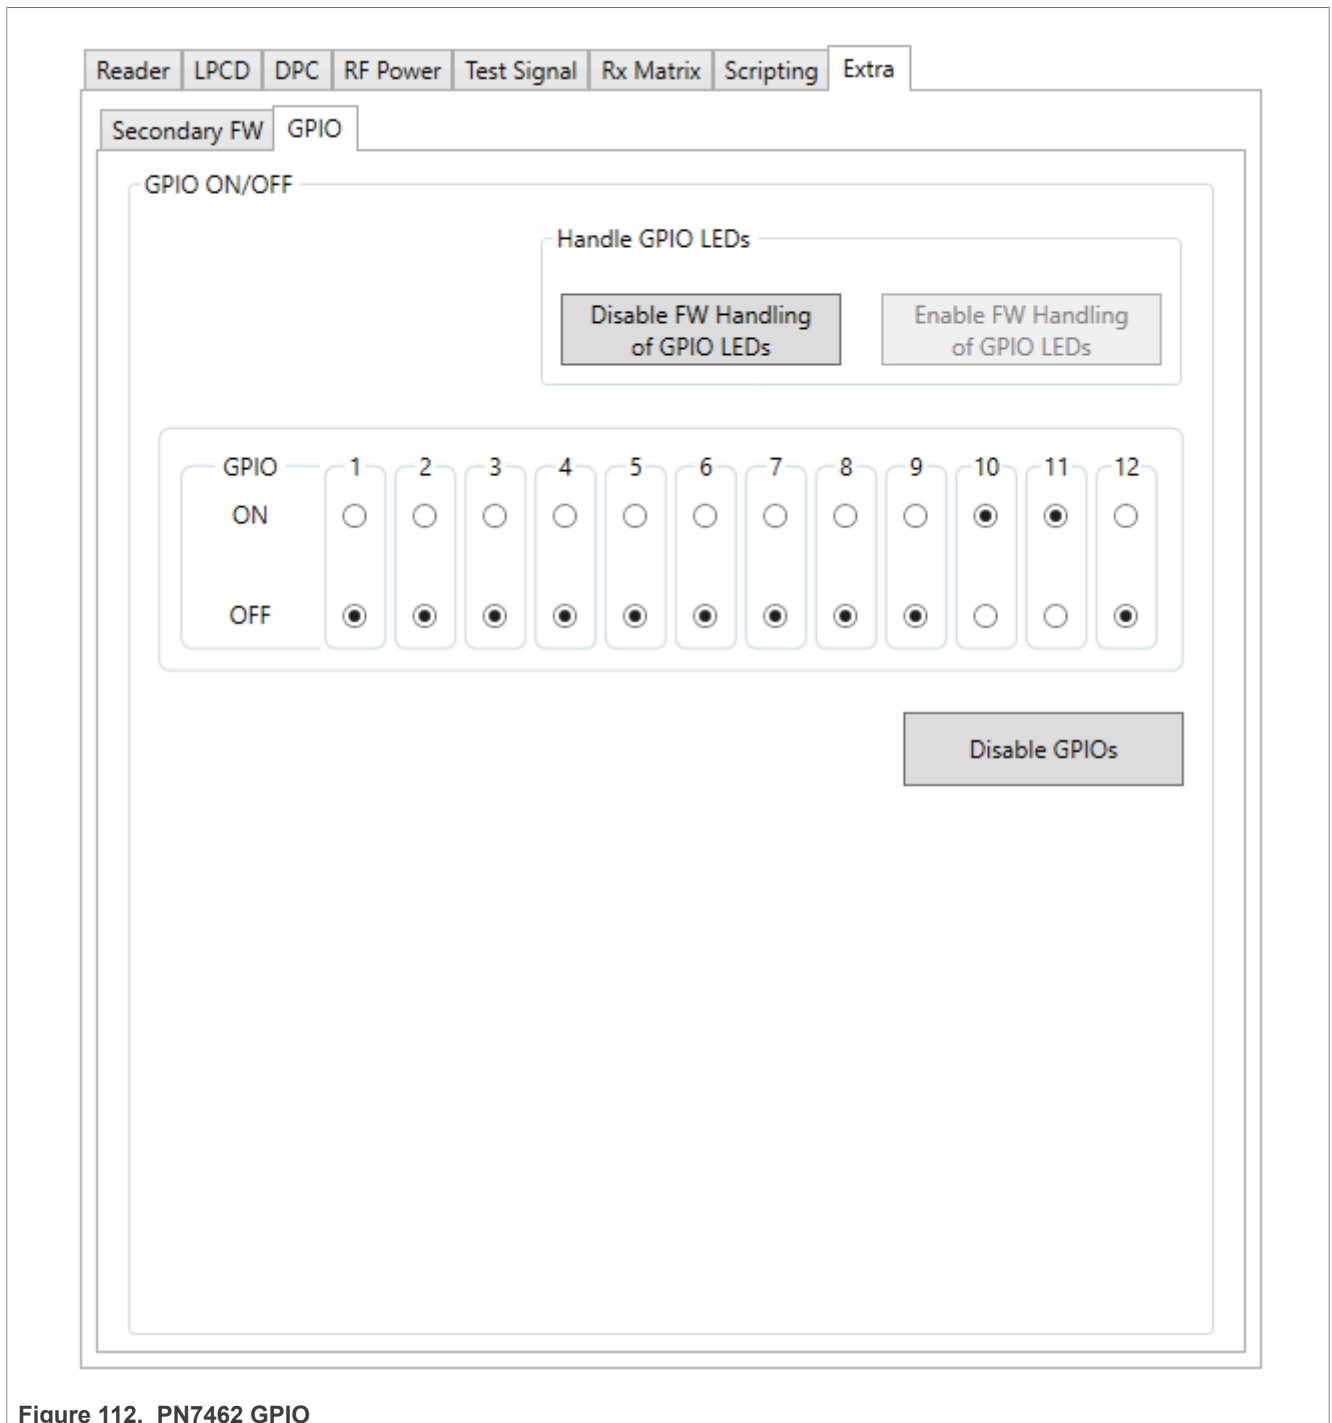 Reader LPCD DPC RF Power Test Signal Rx Matrix Scripting Extra
Secondary FW GPIO
GPIO ON/OFF
Handle GPIO LEDs
Disable FW Handling
of GPIO LEDs
Enable FW Handling
of GPIO LEDs
GPIO 1 2 3 4 5 6 7 8 9 10 11 12
ON
OFF
Disable GPIOs
Figure 112. PN7462 GPIO